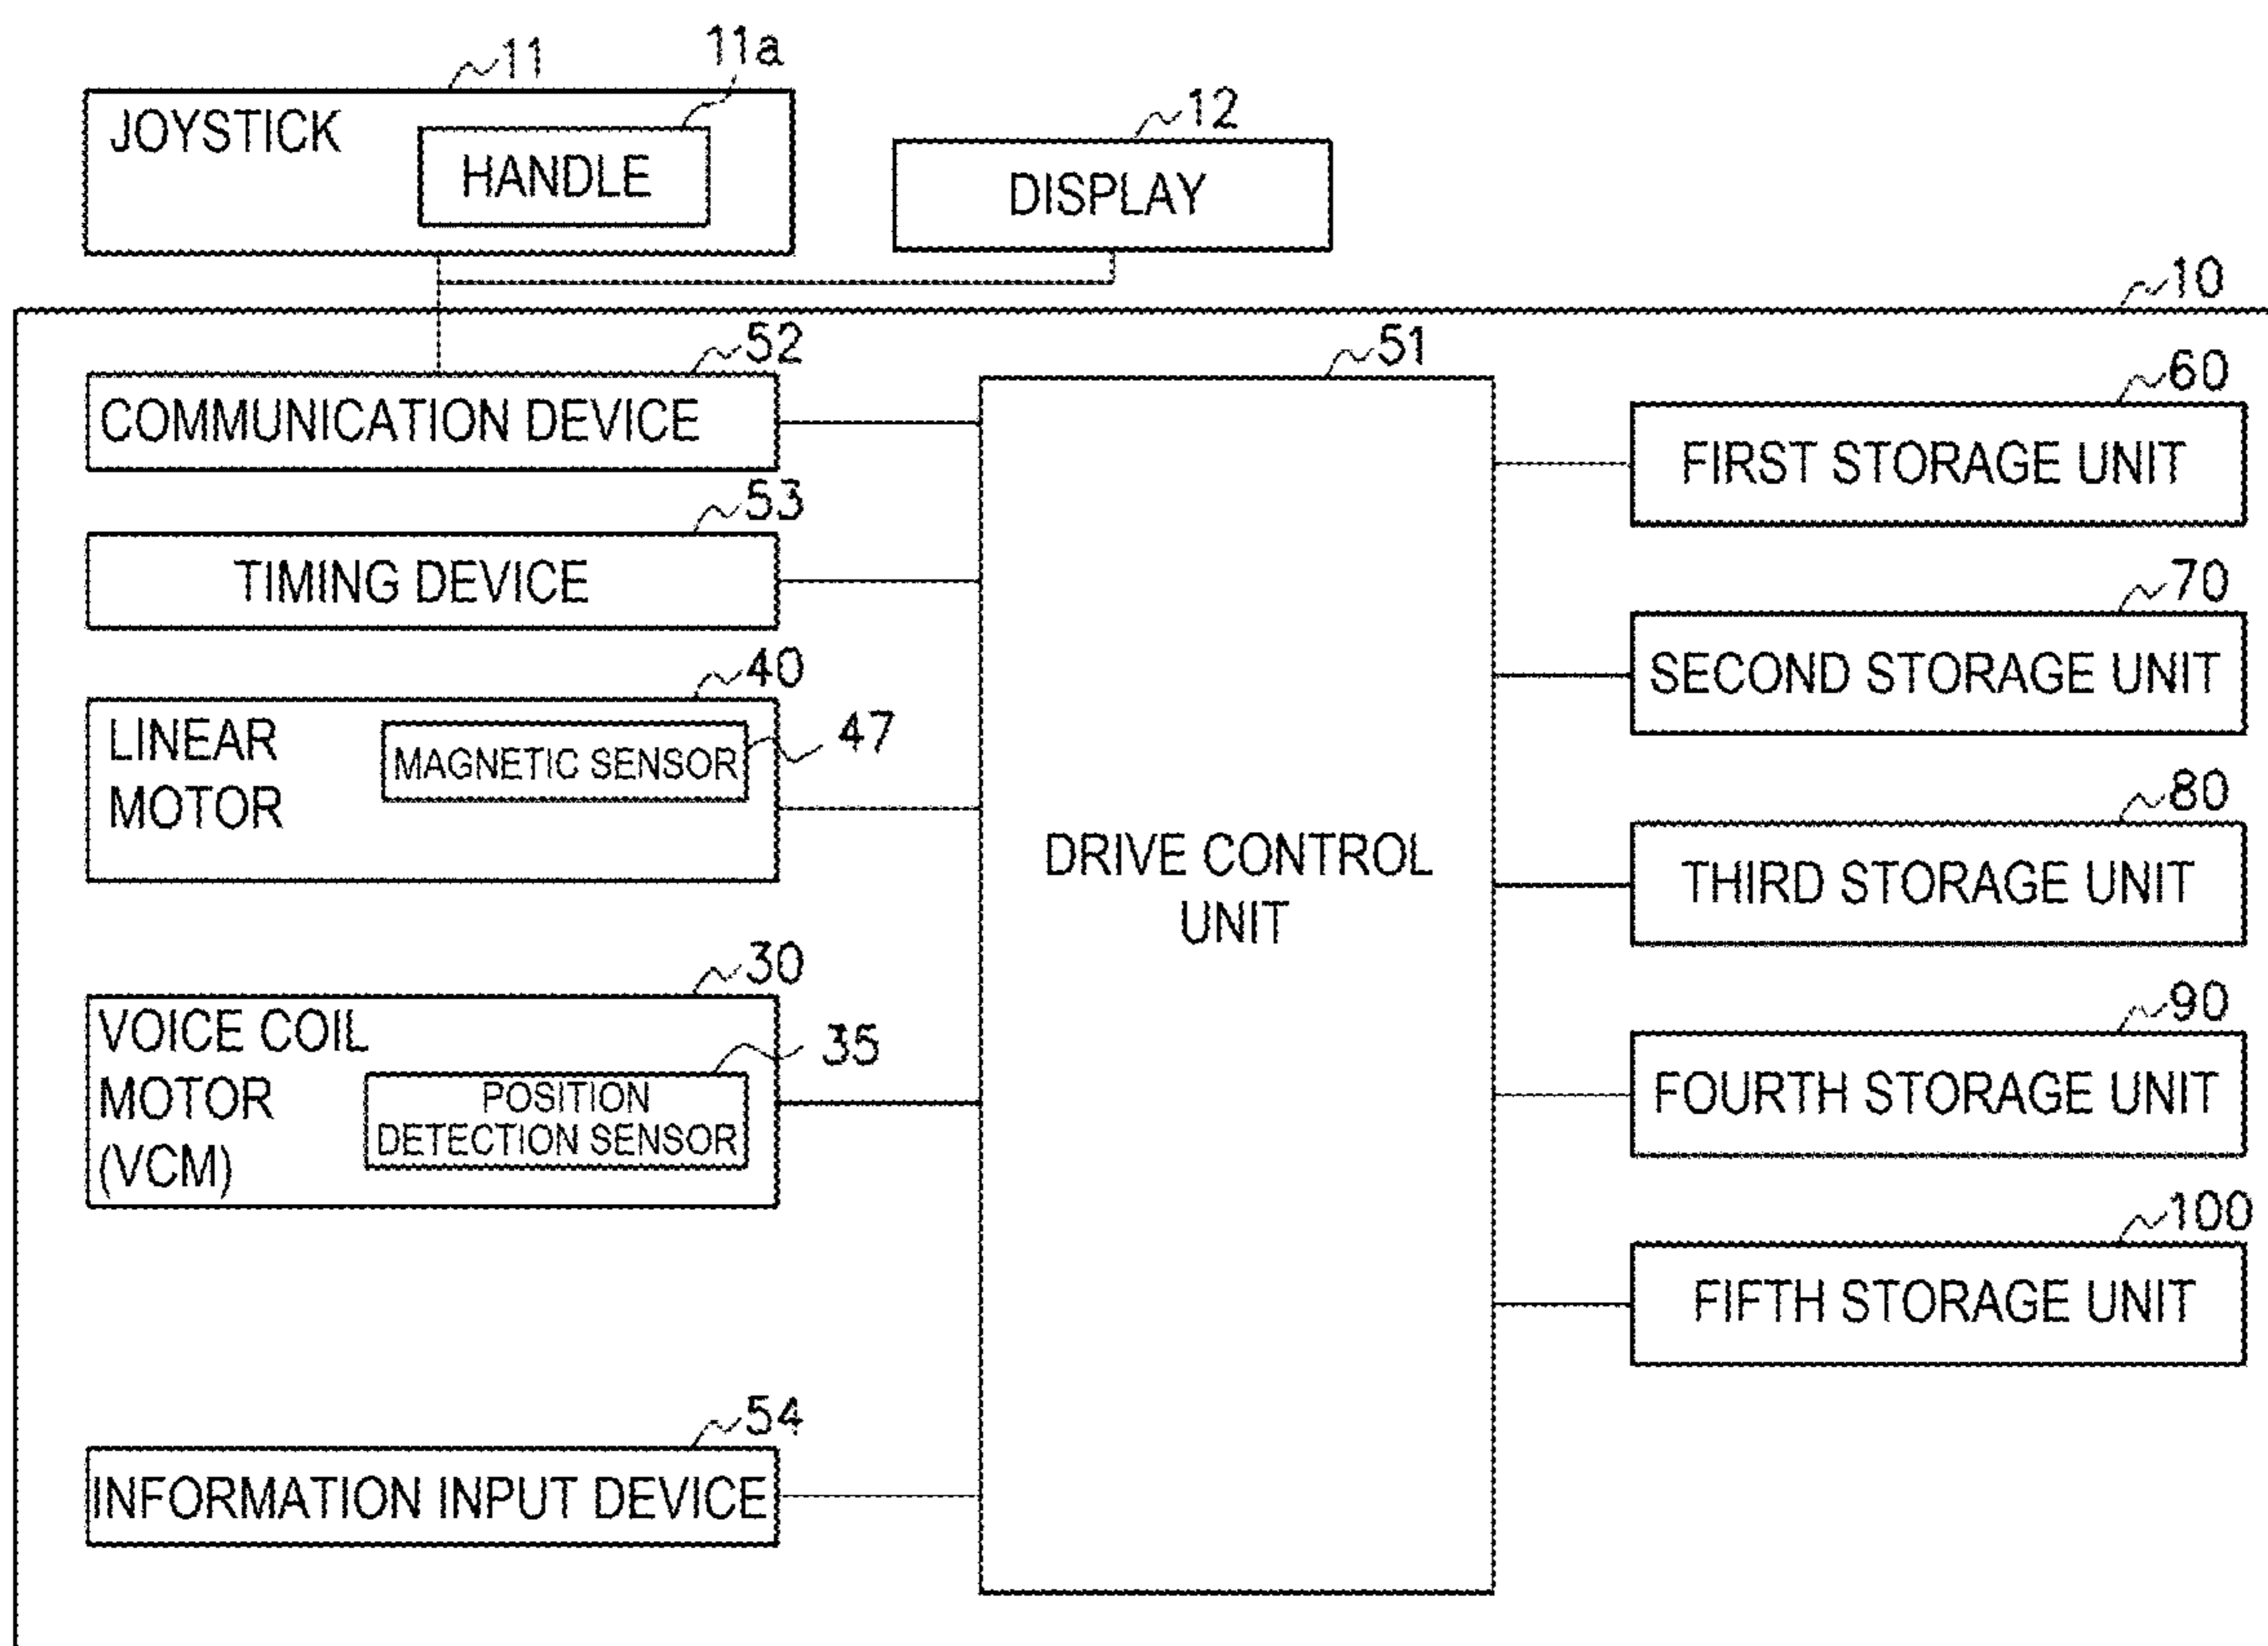 11
11a
JOYSTICK
HANDLE
12
DISPLAY
10
52
COMMUNICATION DEVICE
53
TIMING DEVICE
40
LINEAR
MOTOR
MAGNETIC SENSOR
47
30
VOICE COIL
MOTOR
(VCM)
35
POSITION
DETECTION SENSOR
54
INFORMATION INPUT DEVICE
51
DRIVE CONTROL
UNIT
60
FIRST STORAGE UNIT
70
SECOND STORAGE UNIT
80
THIRD STORAGE UNIT
90
FOURTH STORAGE UNIT
100
FIFTH STORAGE UNIT